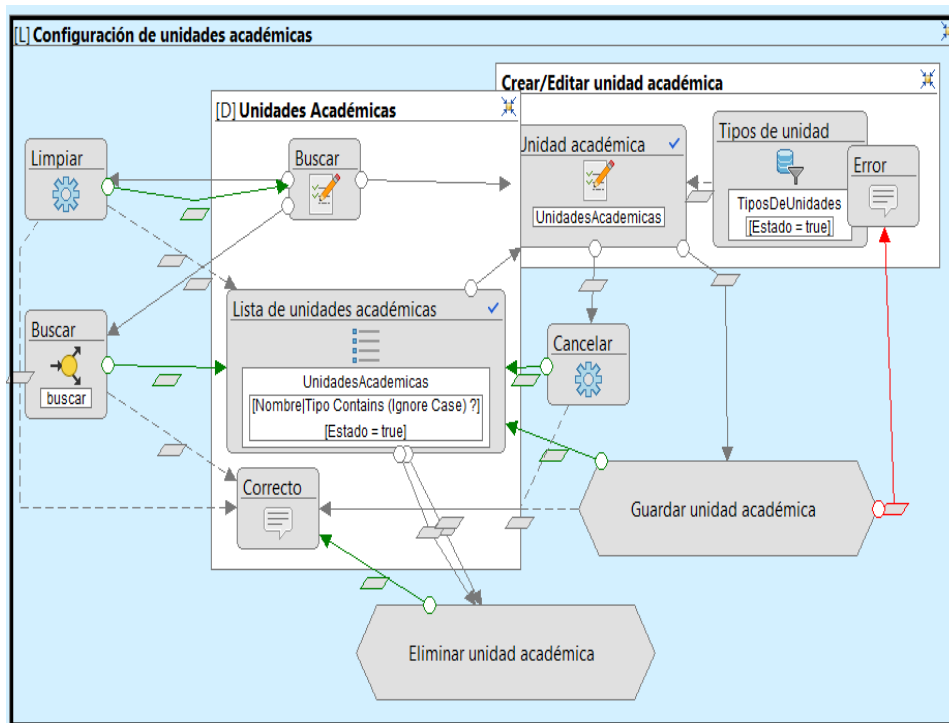 [L] Configuración de unidades académicas
Crear/Editar unidad académica
[D] Unidades Académicas
Limpiar
Buscar
Unidad académica
UnidadesAcademicas
Tipos de unidad
TiposDeUnidades
[Estado = true]
Error
Buscar
buscar
Lista de unidades académicas
UnidadesAcademicas
[Nombre|Tipo Contains (Ignore Case) ?]
[Estado = true]
Cancelar
Correcto
Guardar unidad académica
Eliminar unidad académica